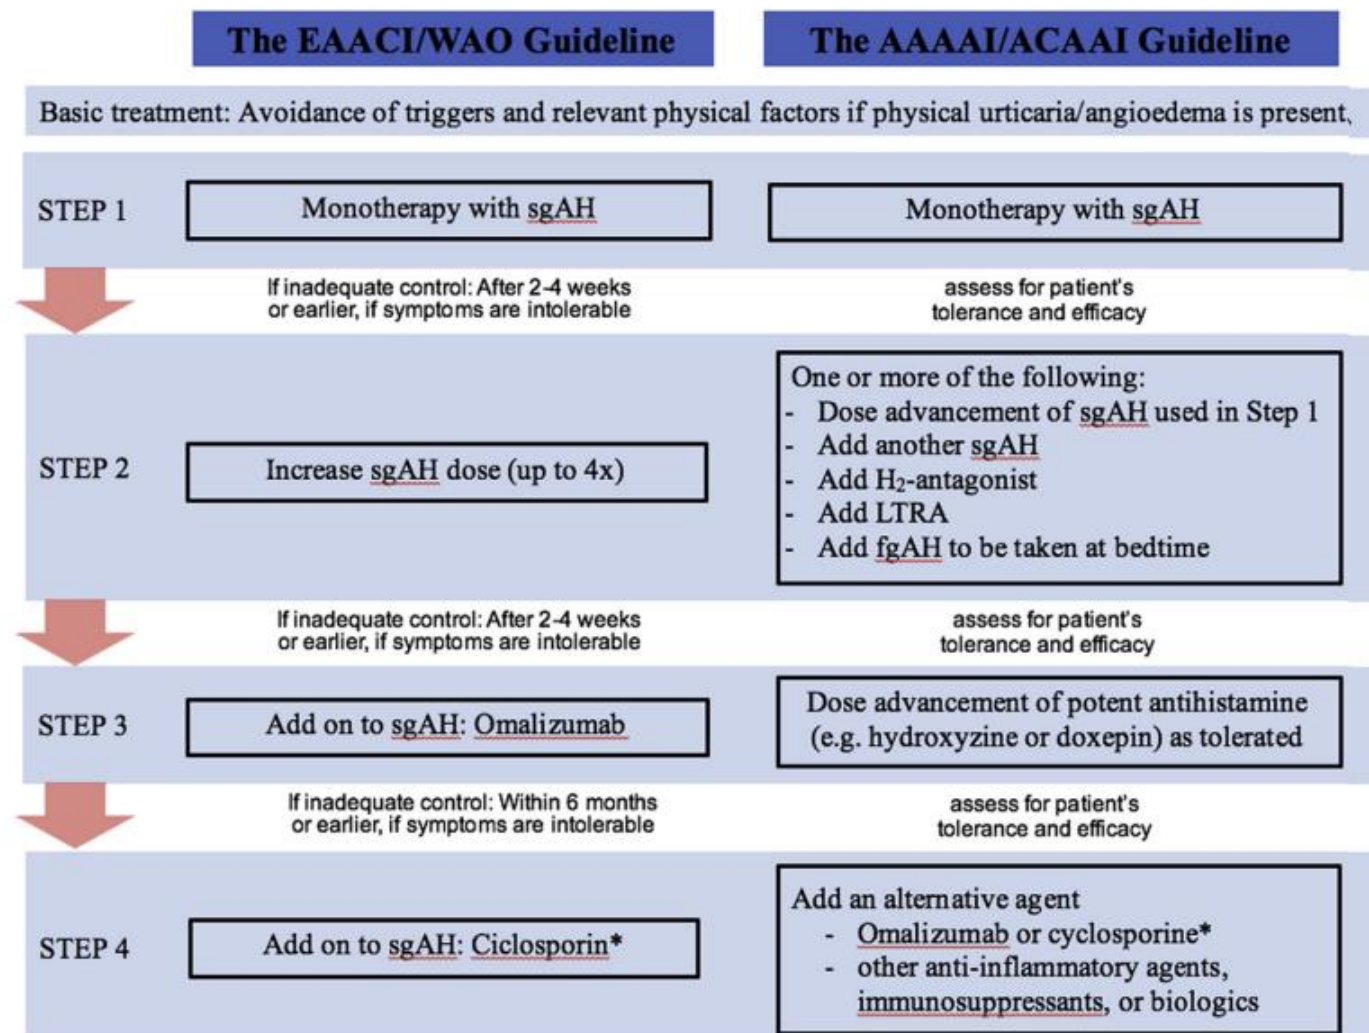 The EAACI/WAO Guideline
The AAAAI/ACAAI Guideline
Basic treatment: Avoidance of triggers and relevant physical factors if physical urticaria/angioedema is present,
STEP 1
Monotherapy with sgAH
Monotherapy with sgAH
If inadequate control: After 2-4 weeks
or earlier, if symptoms are intolerable
assess for patient's
tolerance and efficacy
STEP 2
Increase sgAH dose (up to 4x)
One or more of the following:
- Dose advancement of sgAH used in Step 1
- Add another sgAH
- Add H₂-antagonist
- Add LTRA
- Add fgAH to be taken at bedtime
If inadequate control: After 2-4 weeks
or earlier, if symptoms are intolerable
assess for patient's
tolerance and efficacy
STEP 3
Add on to sgAH: Omalizumab
Dose advancement of potent antihistamine
(e.g. hydroxyzine or doxepin) as tolerated
If inadequate control: Within 6 months
or earlier, if symptoms are intolerable
assess for patient's
tolerance and efficacy
STEP 4
Add on to sgAH: Ciclosporin*
Add an alternative agent
- Omalizumab or cyclosporine*
- other anti-inflammatory agents,
immunosuppressants, or biologics